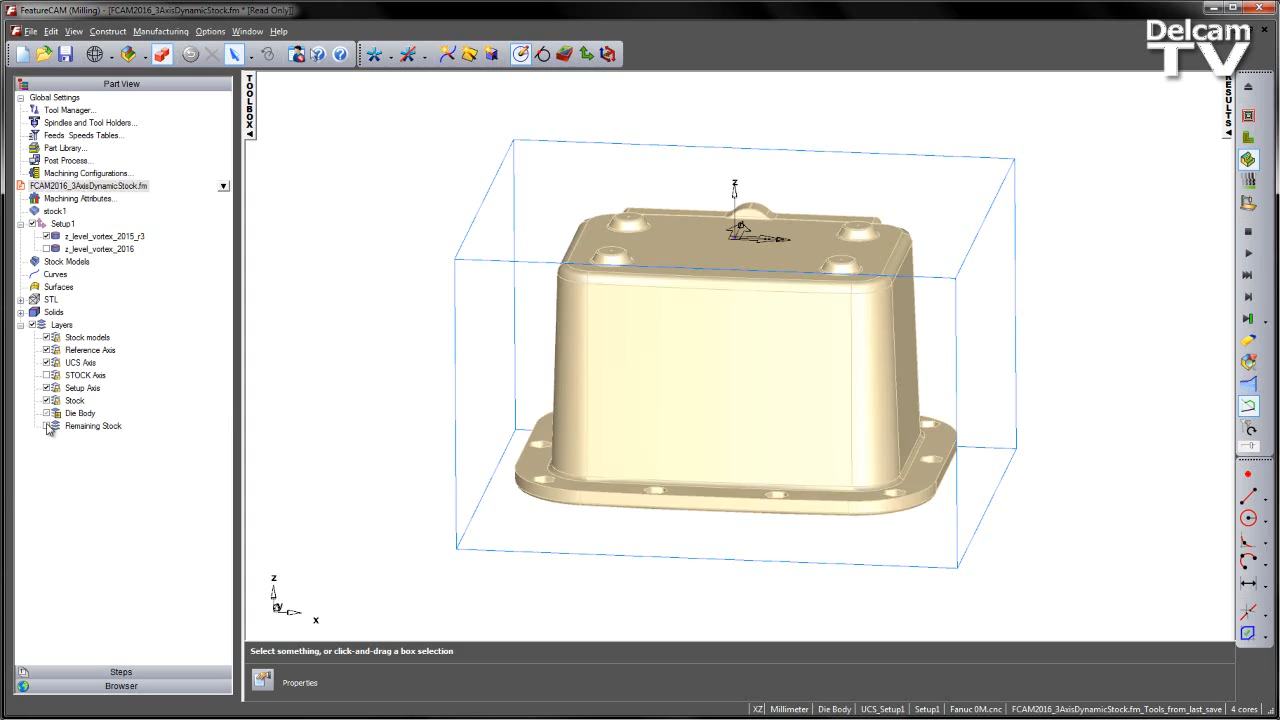 FeatureCAM (Milling) - [FCAM2016_3AxisDynamicStock.fm * [Read Only]]
File Edit View Construct Manufacturing Options Window Help
Delcam
TV
Part View
TOOLBOX
RESULTS
Global Settings
Tool Manager...
Spindles and Tool Holders...
Feeds Speeds Tables...
Part Library...
Post Process...
Machining Configurations...
FCAM2016_3AxisDynamicStock.fm
Machining Attributes...
stock1
Setup1
z_level_vortex_2015_r3
z_level_vortex_2016
Stock Models
Curves
Surfaces
STL
Solids
Layers
Stock models
Reference Axis
UCS Axis
STOCK Axis
Setup Axis
Stock
Die Body
Remaining Stock
z
z
y
x
Select something, or click-and-drag a box selection
Steps
Properties
Browser
XZ Millimeter Die Body UCS_Setup1 Setup1 Fanuc 0M.cnc FCAM2016_3AxisDynamicStock.fm_Tools_from_last_save 4 cores